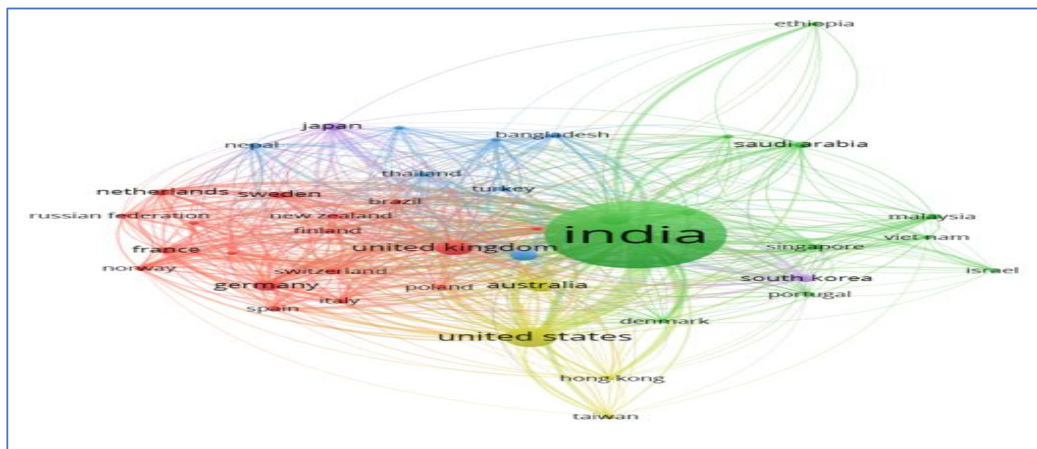 ethiopia
japan
bangladesh
nepal
saudi arabia
thailand
turkey
netherlands
sweden
brazil
russian federation
new zealand
malaysia
finland
india
viet nam
france
united kingdom
singapore
norway
switzerland
israel
germany
poland
australia
south korea
portugal
italy
spain
denmark
united states
hong kong
taiwan